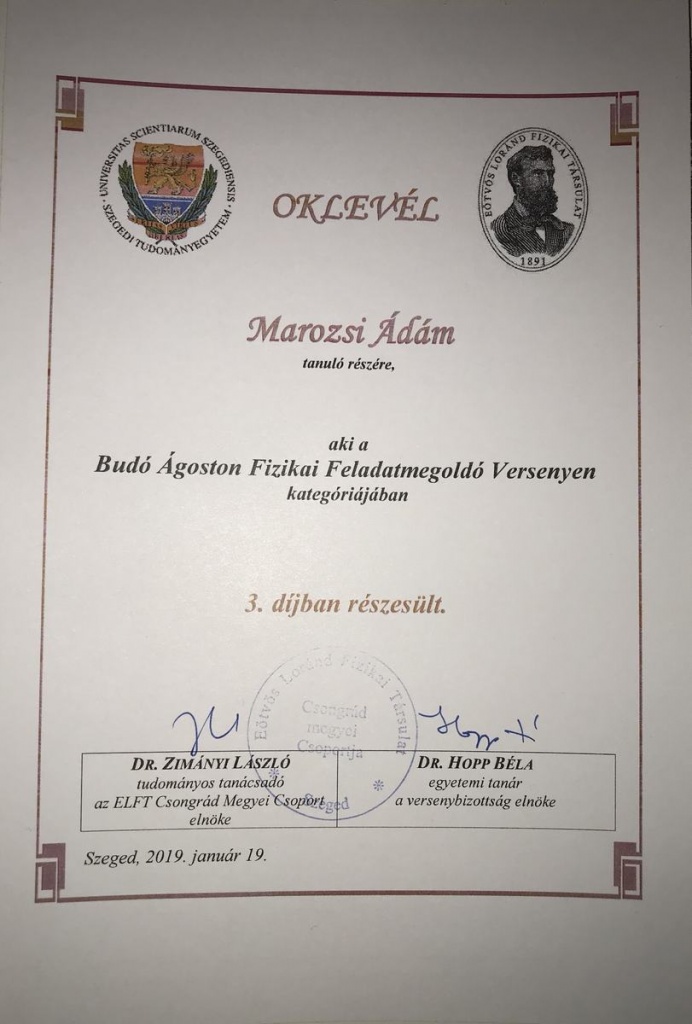 UNIVERSITAS SCIENTIARUM SZEGEDIENSIS
SZEGEDI TUDOMÁNYEGYETEM
EÖTVÖS LORÁND FIZIKAI TÁRSULAT
1891
OKLEVÉL
Marozsi Ádám
tanuló részére,
aki a
Budó Ágoston Fizikai Feladatmegoldó Versenyen
kategóriájában
3. díjban részesült.
Eötvös Loránd Fizikai Társulat
Csongrád
megyei
Csoportja
Szeged
DR. ZIMÁNYI LÁSZLÓ
tudományos tanácsadó
az ELFT Csongrád Megyei Csoport
elnöke
DR. HOPP BÉLA
egyetemi tanár
a versenybizottság elnöke
Szeged, 2019. január 19.